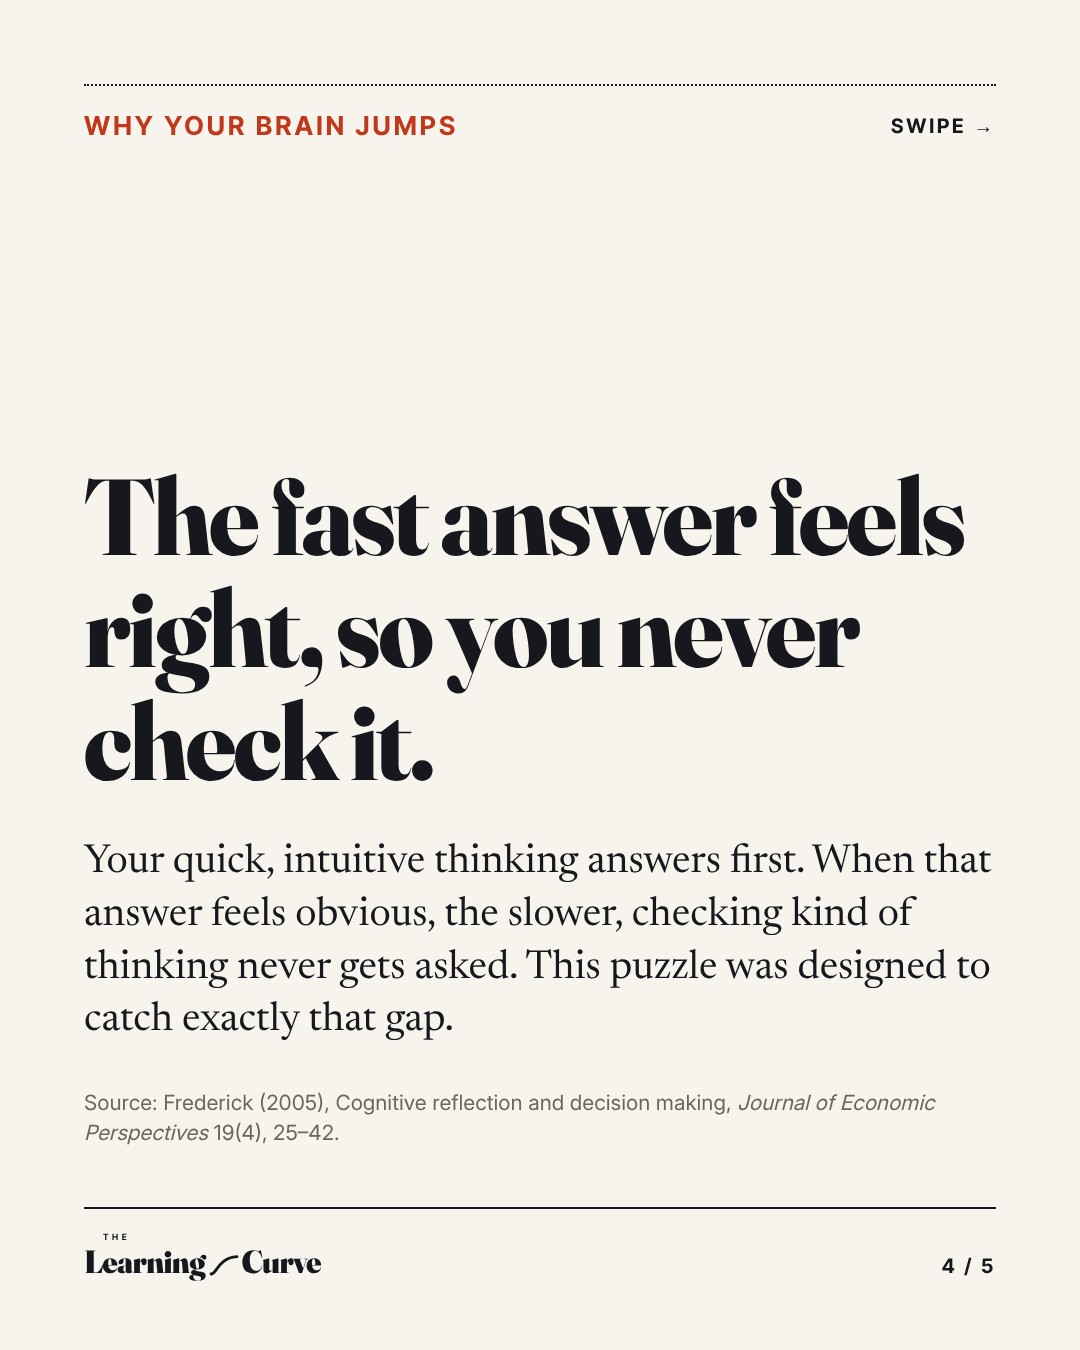 WHY YOUR BRAIN JUMPS
SWIPE →
The fast answer feels
right, so you never
check it.
Your quick, intuitive thinking answers first. When that
answer feels obvious, the slower, checking kind of
thinking never gets asked. This puzzle was designed to
catch exactly that gap.
Source: Frederick (2005), Cognitive reflection and decision making, Journal of Economic
Perspectives 19(4), 25–42.
THE
Learning Curve
4 / 5